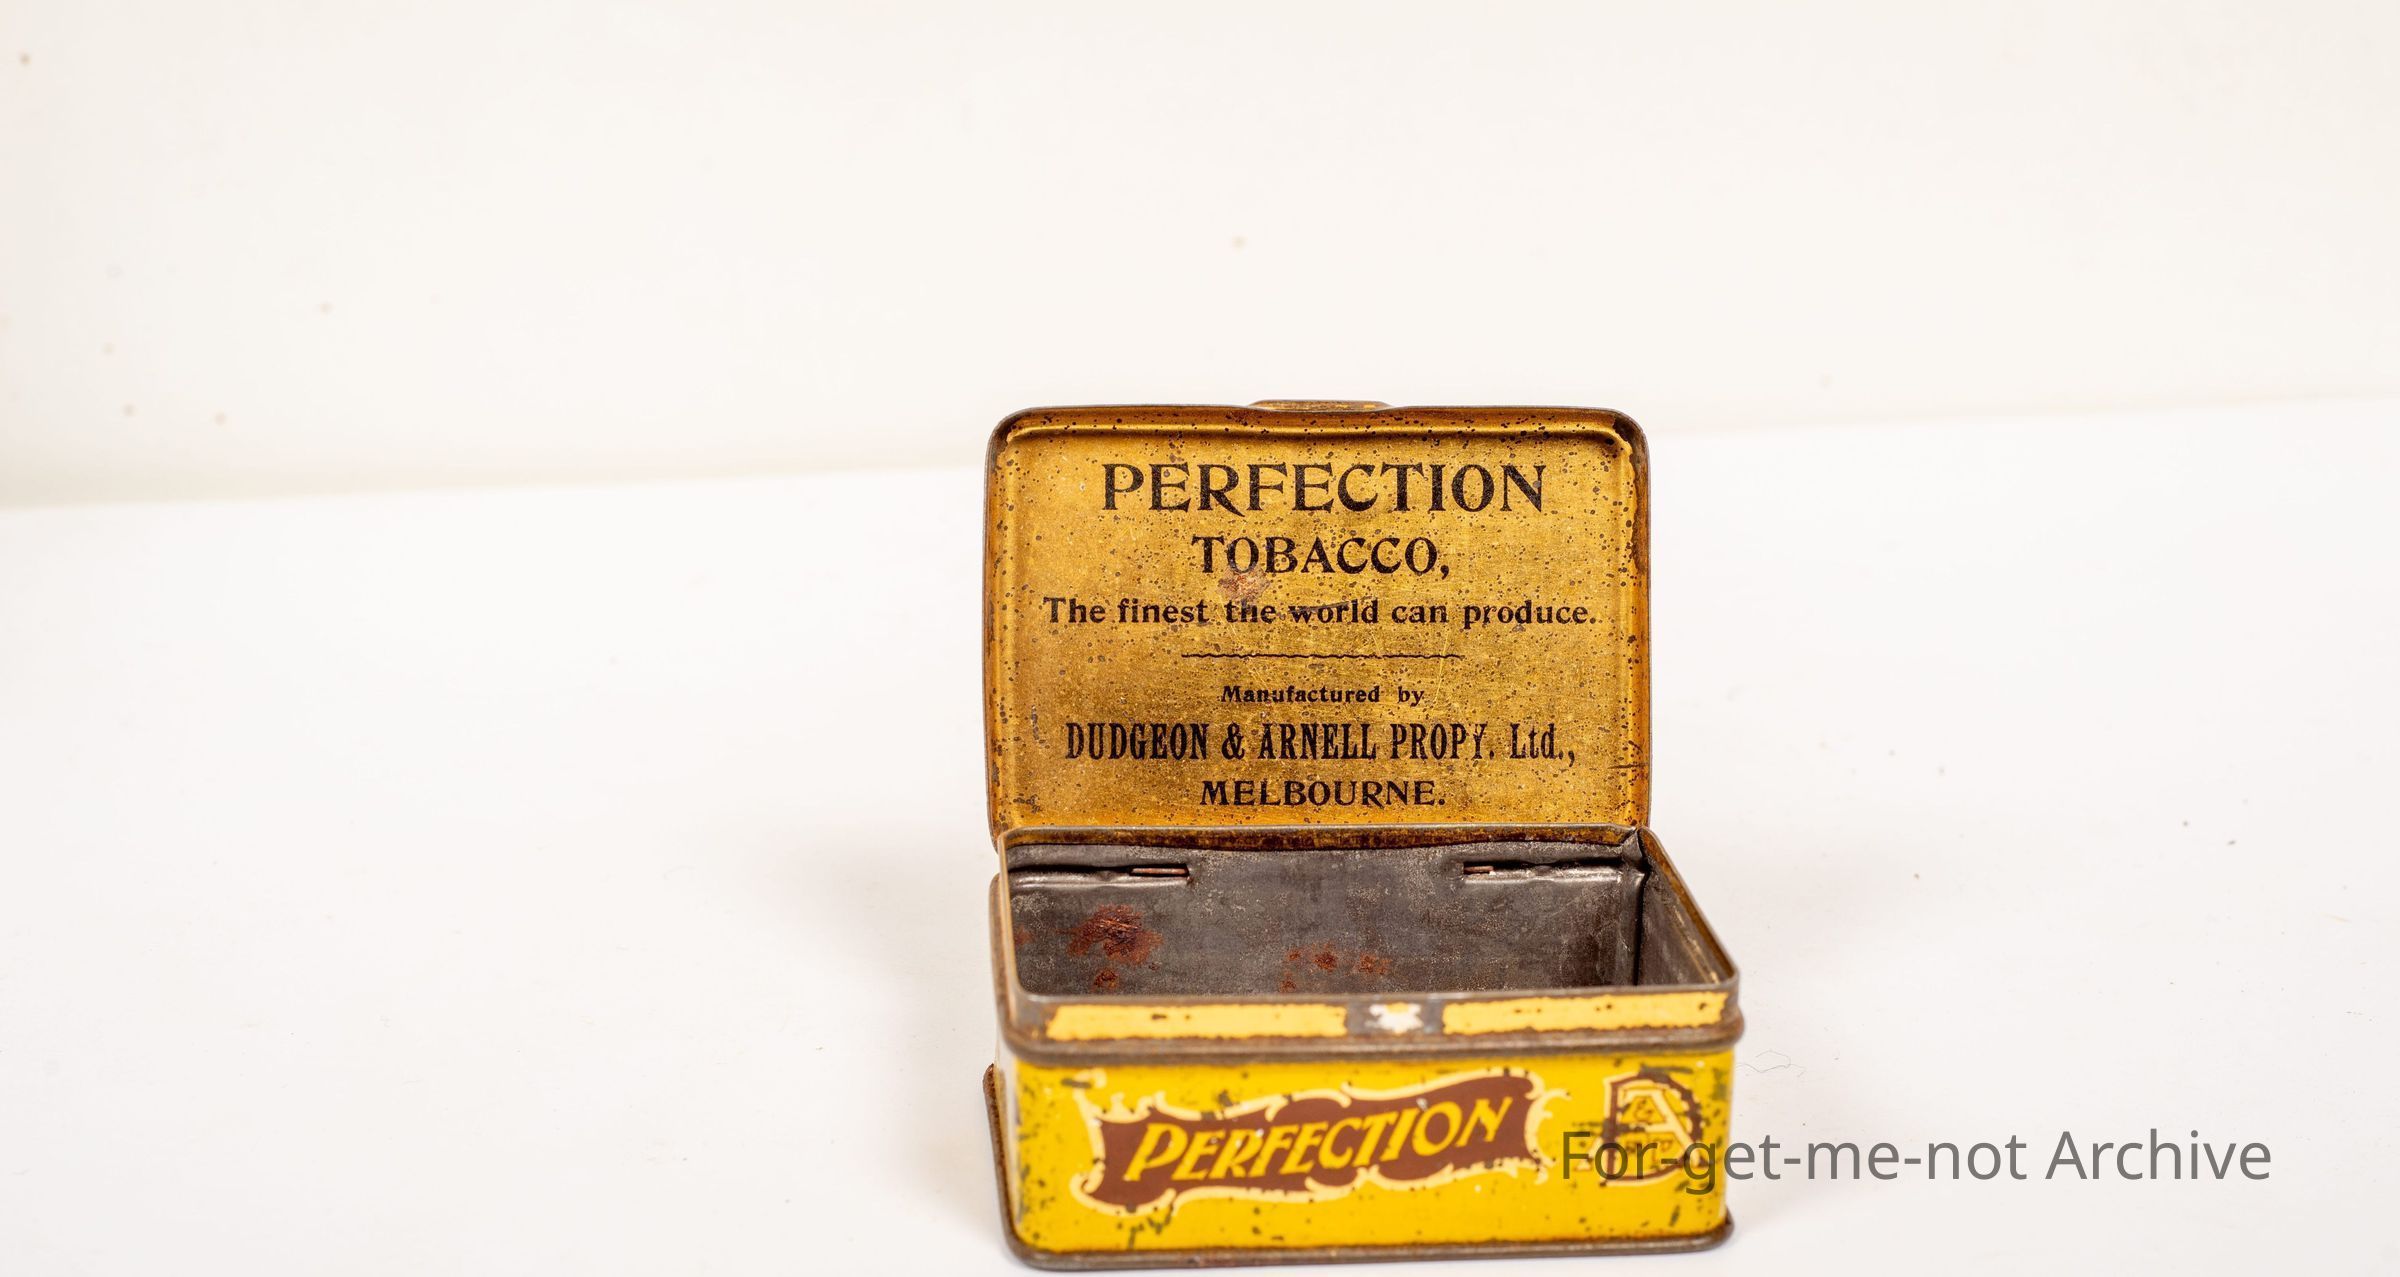 PERFECTION
TOBACCO,
The finest the world can produce.
Manufactured by
DUDGEON & ARNELL PROPY. Ltd.,
MELBOURNE.
PERFECTION
For-get-me-not Archive